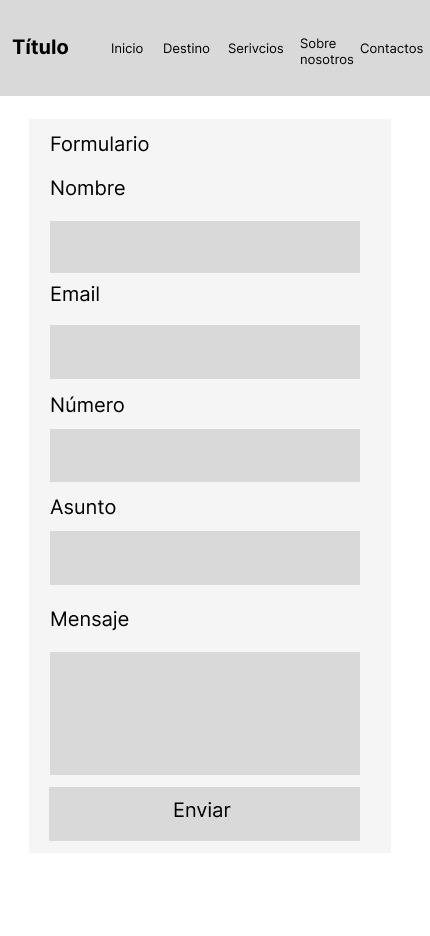 Título
Inicio
Destino
Serivcios
Sobre
nosotros
Contactos
Formulario
Nombre
Email
Número
Asunto
Mensaje
Enviar